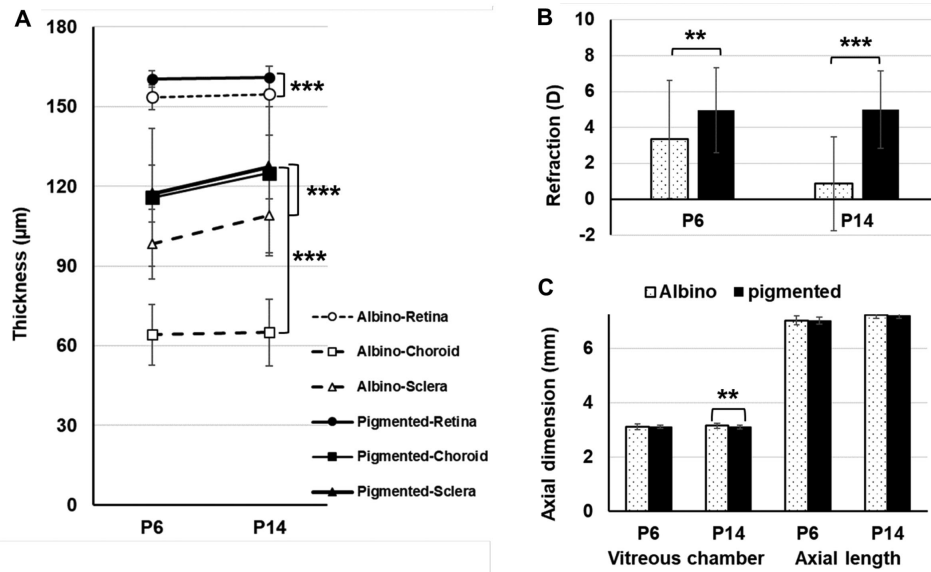 A
180
150
120
90
60
30
0
Thickness (µm)
***
***
***
Albino-Retina
Albino-Choroid
Albino-Sclera
Pigmented-Retina
Pigmented-Choroid
Pigmented-Sclera
P6 P14
B
10
8
6
4
2
0
-2
Refraction (D)
** ***
P6 P14
C
Albino pigmented
6
4
2
0
Axial dimension (mm)
**
P6 P14 P6 P14
Vitreous chamber Axial length